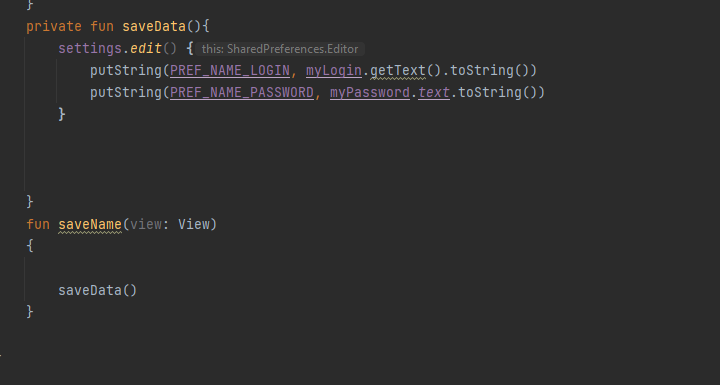 }
private fun saveData(){
settings.edit() { this: SharedPreferences.Editor
putString(PREF_NAME_LOGIN, myLogin.getText().toString())
putString(PREF_NAME_PASSWORD, myPassword.text.toString())
}
}
fun saveName(view: View)
{
saveData()
}